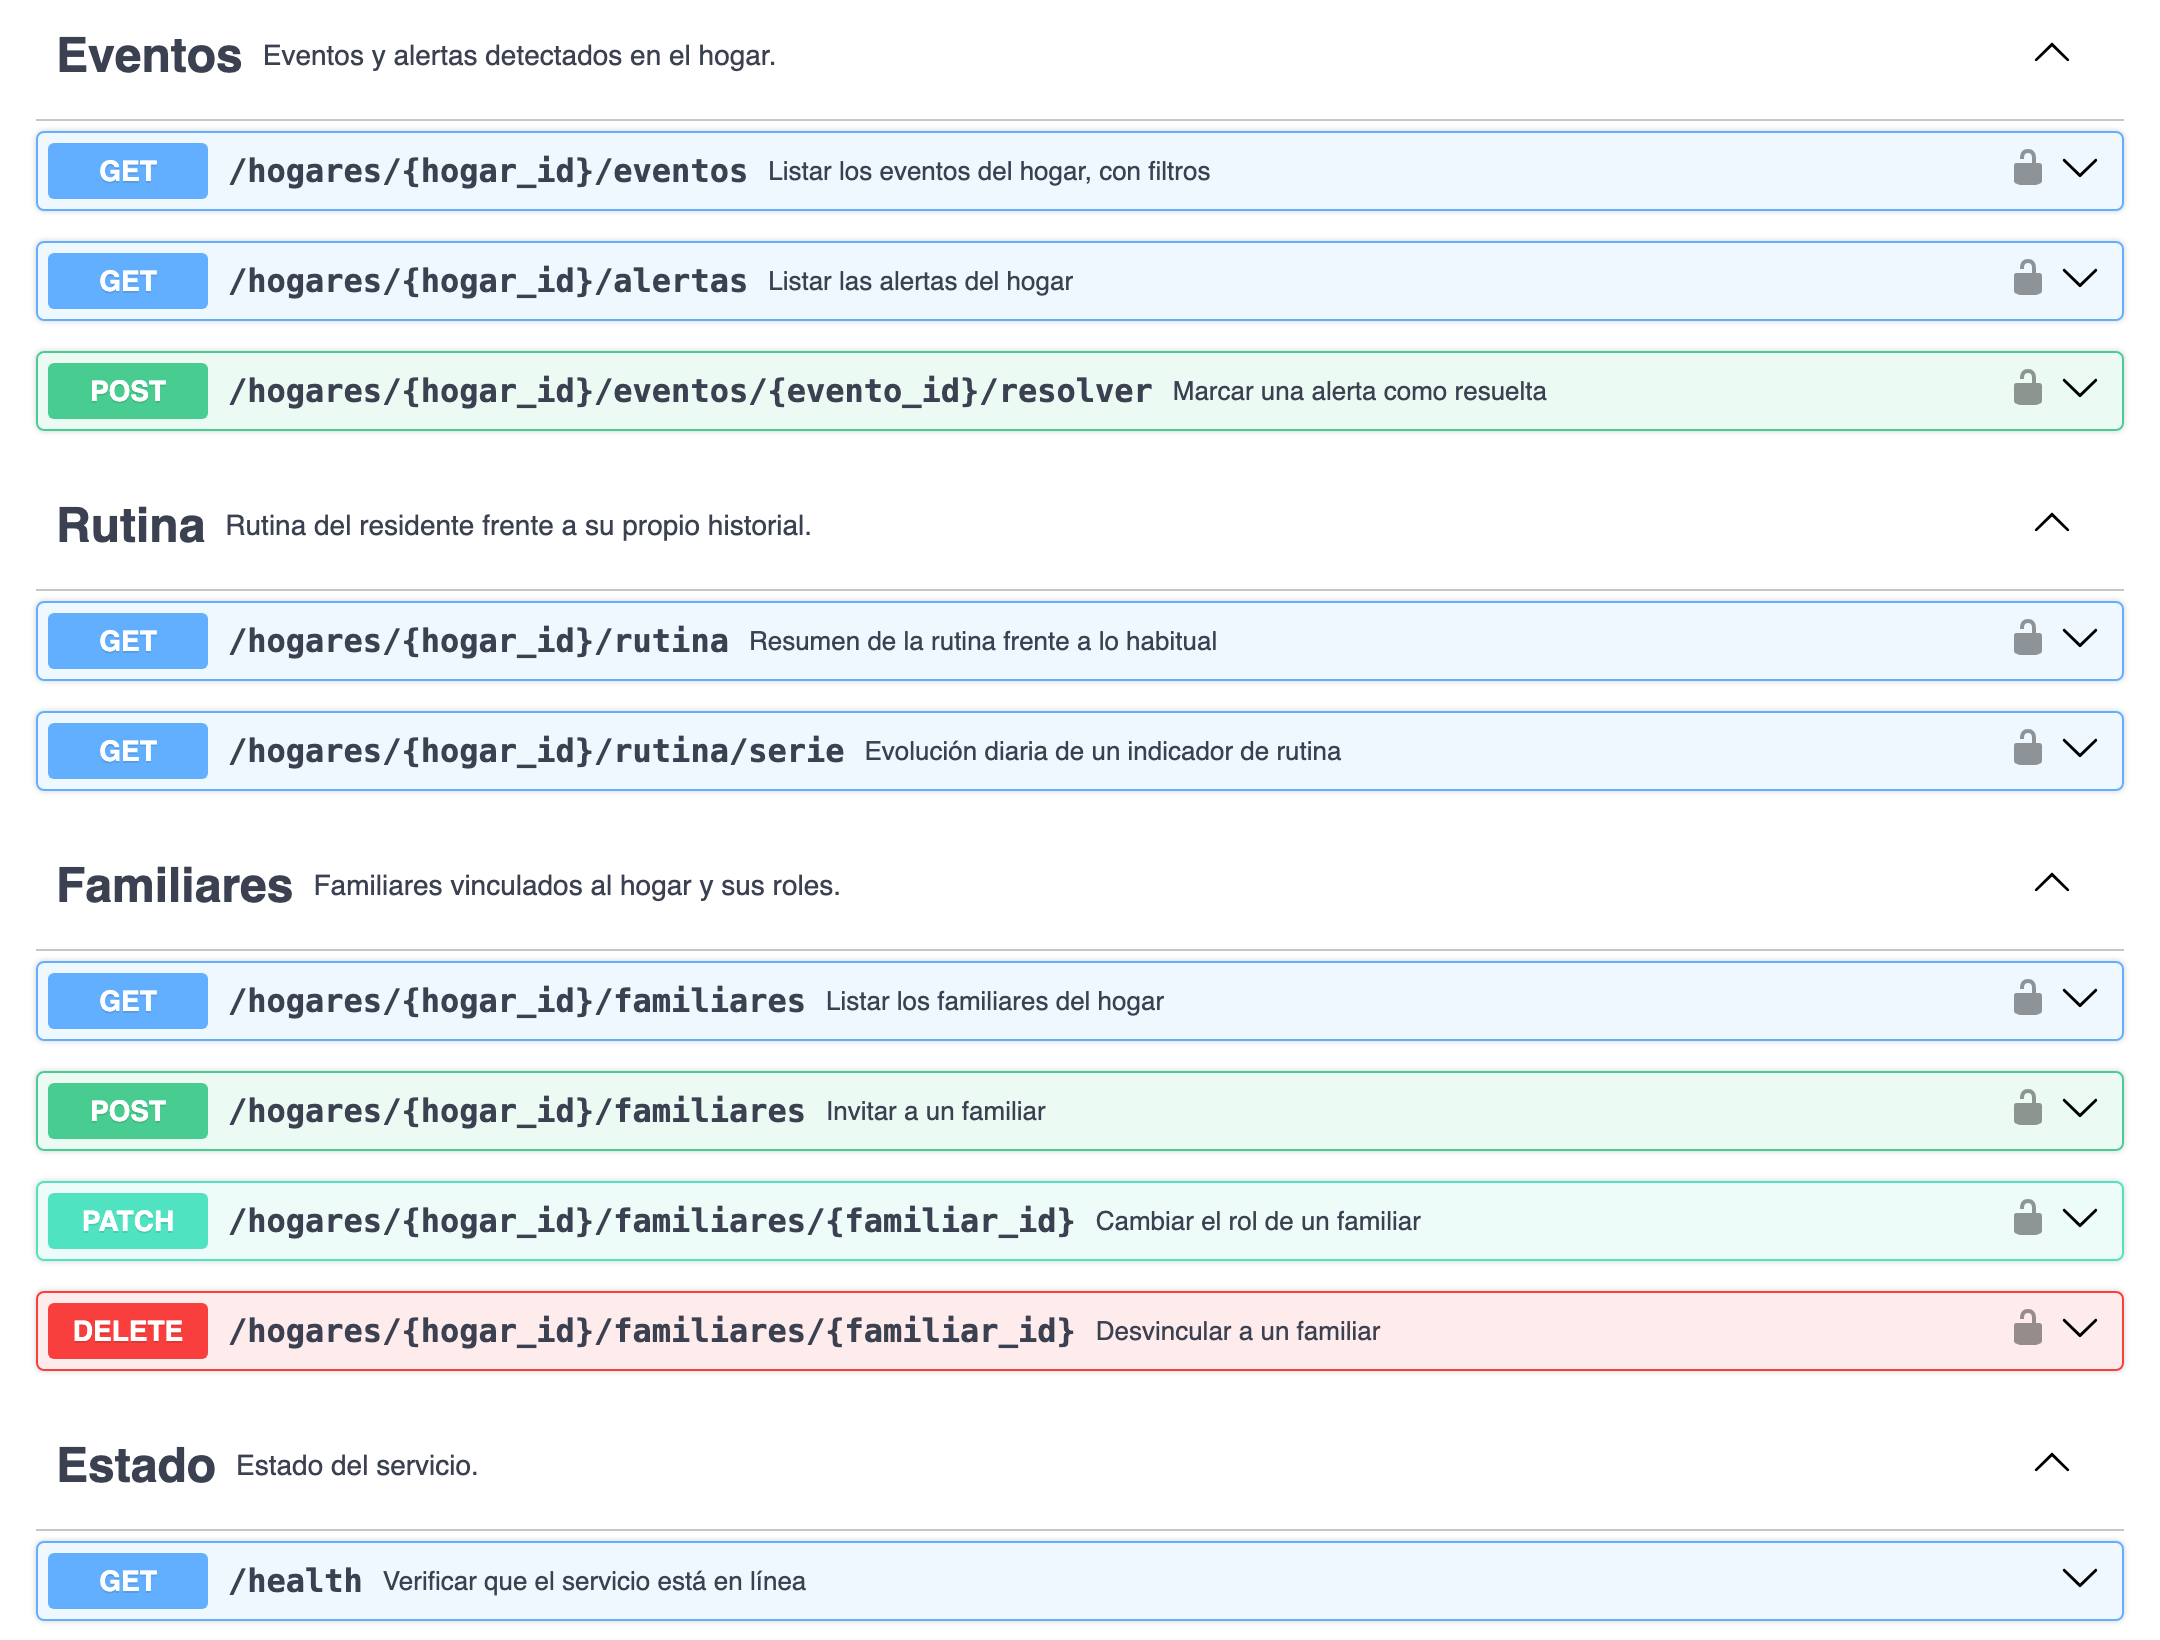 Eventos Eventos y alertas detectados en el hogar.
GET /hogares/{hogar_id}/eventos Listar los eventos del hogar, con filtros
GET /hogares/{hogar_id}/alertas Listar las alertas del hogar
POST /hogares/{hogar_id}/eventos/{evento_id}/resolver Marcar una alerta como resuelta
Rutina Rutina del residente frente a su propio historial.
GET /hogares/{hogar_id}/rutina Resumen de la rutina frente a lo habitual
GET /hogares/{hogar_id}/rutina/serie Evolución diaria de un indicador de rutina
Familiares Familiares vinculados al hogar y sus roles.
GET /hogares/{hogar_id}/familiares Listar los familiares del hogar
POST /hogares/{hogar_id}/familiares Invitar a un familiar
PATCH /hogares/{hogar_id}/familiares/{familiar_id} Cambiar el rol de un familiar
DELETE /hogares/{hogar_id}/familiares/{familiar_id} Desvincular a un familiar
Estado Estado del servicio.
GET /health Verificar que el servicio está en línea